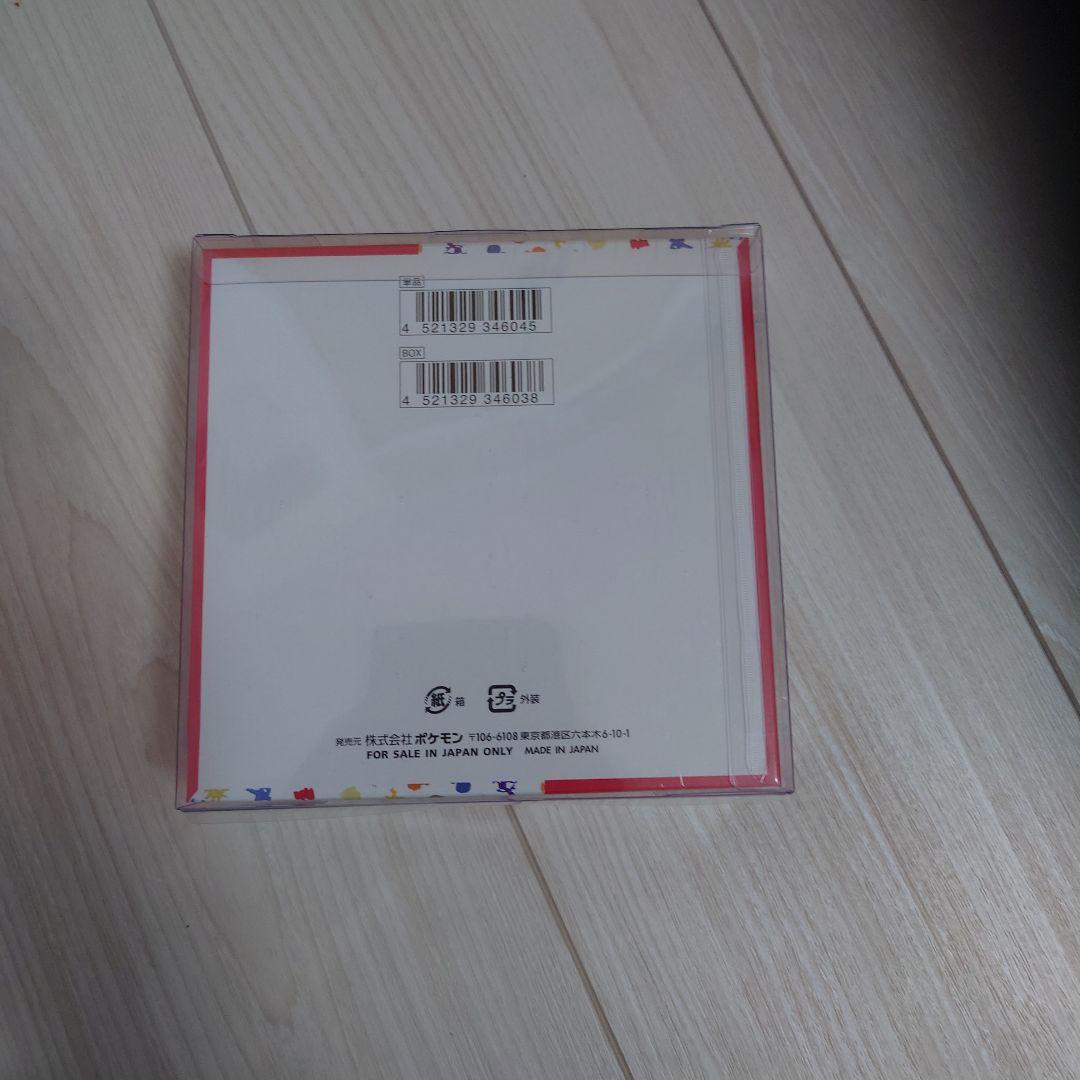 単品
4 521329 346045
BOX
4 521329 346038
紙 箱 プラ 外装
発売元 株式会社 ポケモン 〒106-6108 東京都港区六本木6-10-1
FOR SALE IN JAPAN ONLY MADE IN JAPAN